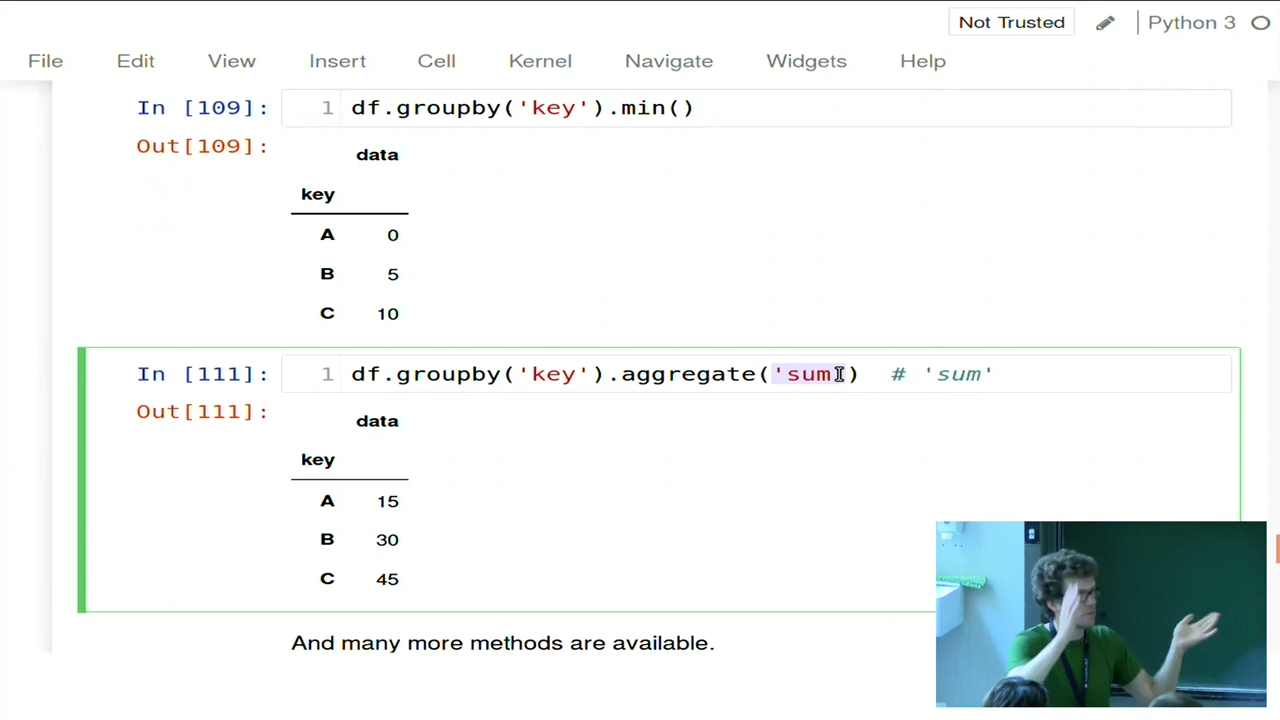 Not Trusted
Python 3
File Edit View Insert Cell Kernel Navigate Widgets Help
In [109]: 1 df.groupby('key').min()
Out[109]:
data
key
A 0
B 5
C 10
In [111]: 1 df.groupby('key').aggregate('sum') # 'sum'
Out[111]:
data
key
A 15
B 30
C 45
And many more methods are available.